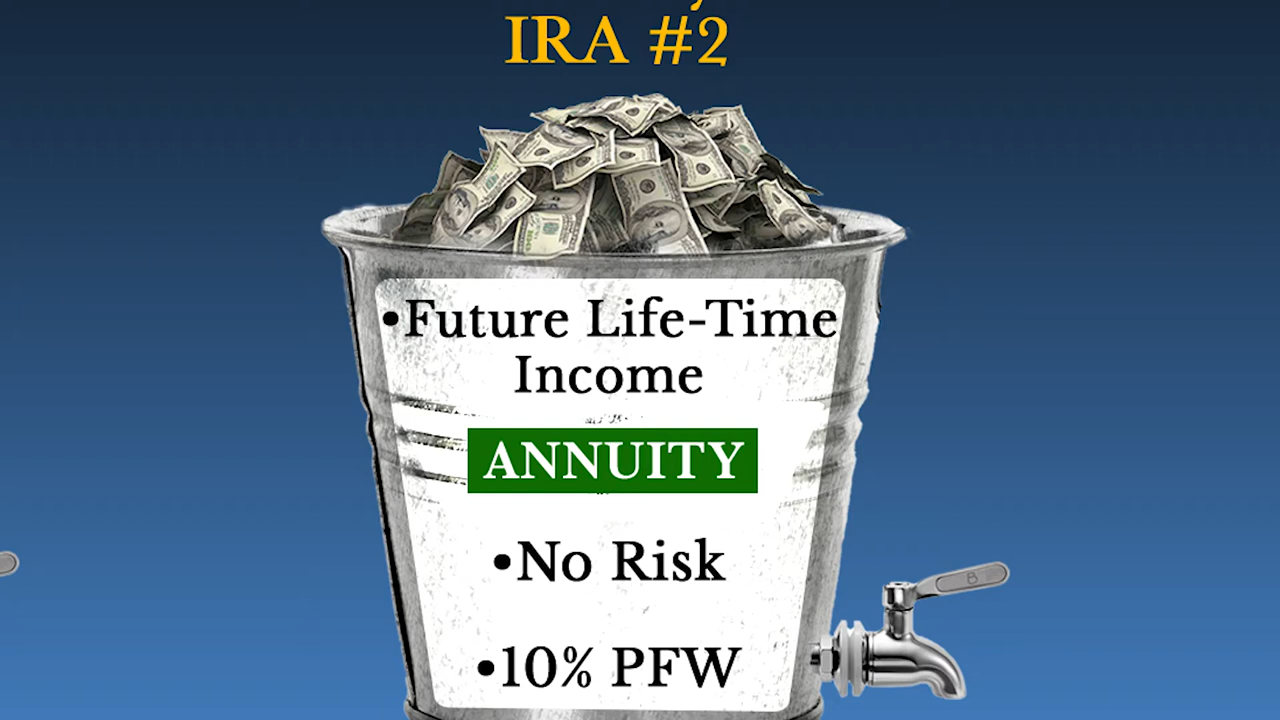 IRA #2
•Future Life-Time
Income
ANNUITY
•No Risk
•10% PFW